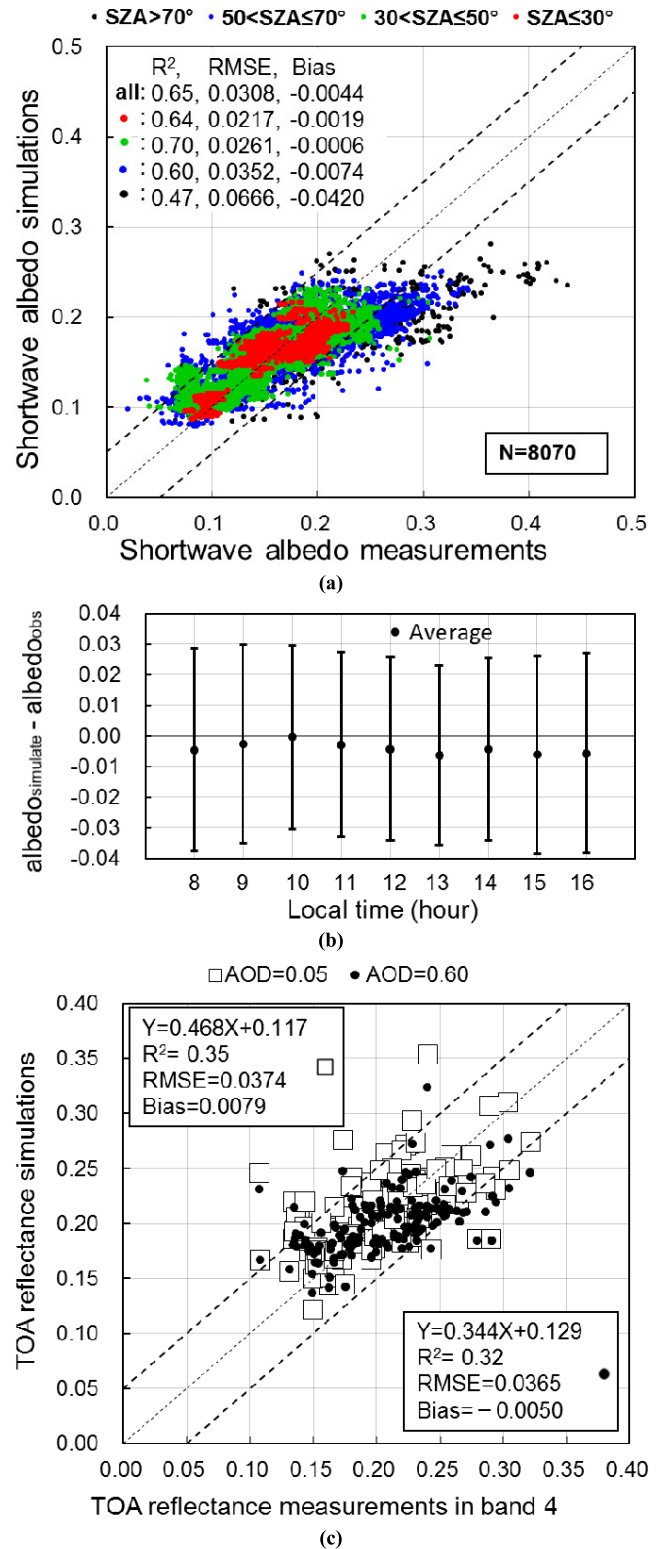 • SZA>70° • 50<SZA≤70° • 30<SZA≤50° • SZA≤30°
R², RMSE, Bias
all: 0.65, 0.0308, -0.0044
: 0.64, 0.0217, -0.0019
: 0.70, 0.0261, -0.0006
: 0.60, 0.0352, -0.0074
: 0.47, 0.0666, -0.0420
Shortwave albedo simulations
0.5
0.4
0.3
0.2
0.1
0.0
N=8070
0.0 0.1 0.2 0.3 0.4 0.5
Shortwave albedo measurements
(a)
albedosimulate - albedoobs
0.04
0.03
0.02
0.01
0.00
-0.01
-0.02
-0.03
-0.04
Average
8 9 10 11 12 13 14 15 16
Local time (hour)
(b)
AOD=0.05 AOD=0.60
TOA reflectance simulations
0.40
0.35
0.30
0.25
0.20
0.15
0.10
0.05
0.00
Y=0.468X+0.117
R²= 0.35
RMSE=0.0374
Bias=0.0079
Y=0.344X+0.129
R²= 0.32
RMSE=0.0365
Bias=－0.0050
0.00 0.05 0.10 0.15 0.20 0.25 0.30 0.35 0.40
TOA reflectance measurements in band 4
(c)